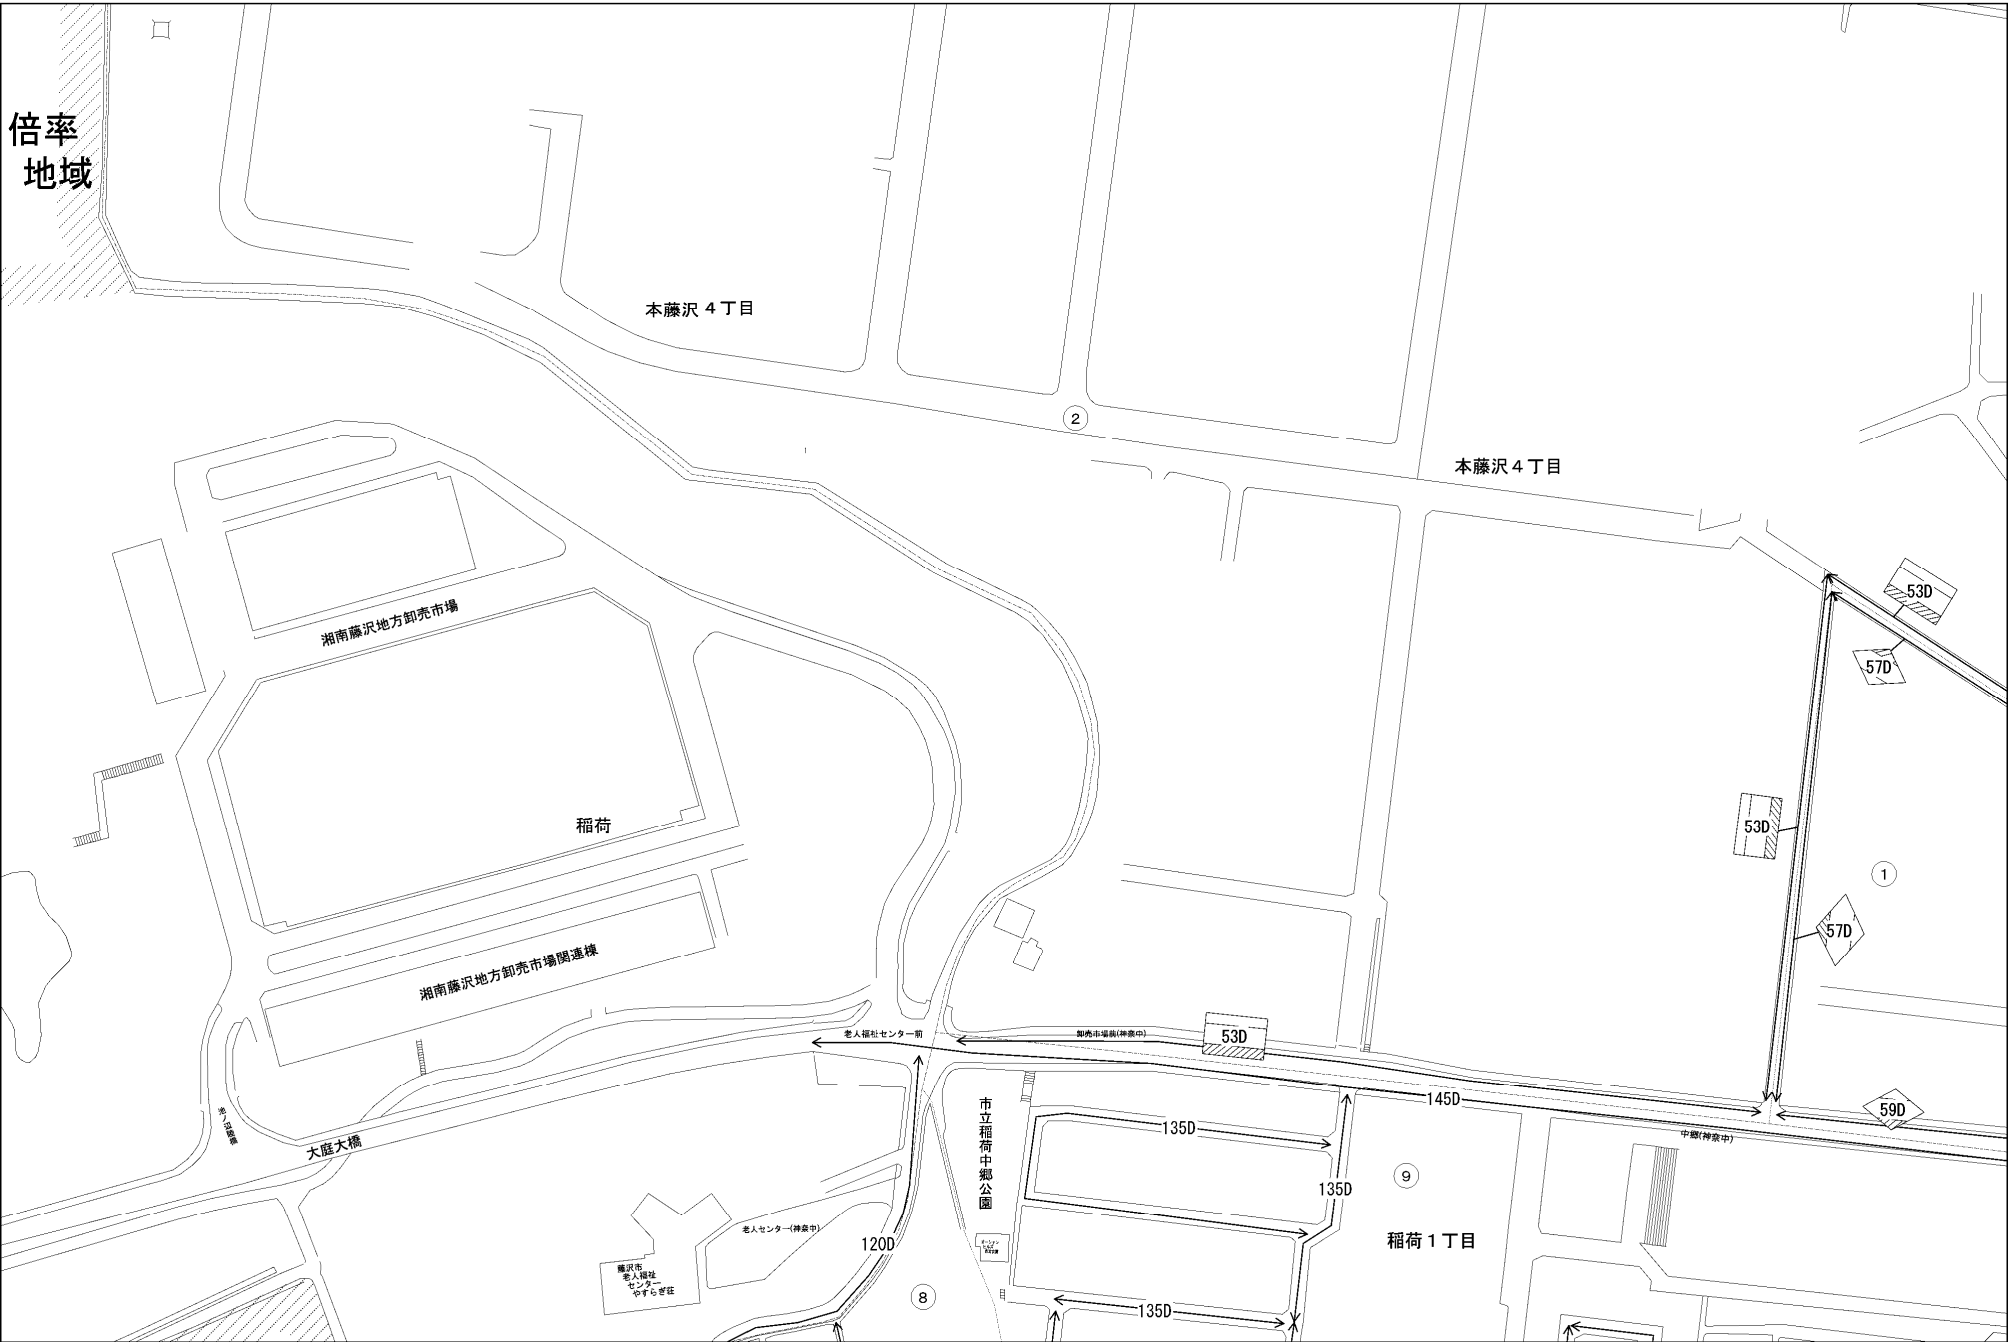 倍率
地域
本藤沢４丁目
②
本藤沢４丁目
53D
57D
湘南藤沢地方卸売市場
稲荷
53D
①
57D
湘南藤沢地方卸売市場関連棟
老人福祉センター前
卸売市場前(神奈中)
53D
145D
59D
中郷(神奈中)
大庭大橋
市立稲荷中郷公園
135D
135D
⑨
稲荷１丁目
老人センター(神奈中)
120D
藤沢市
老人福祉
センター
やすらぎ荘
⑧
135D